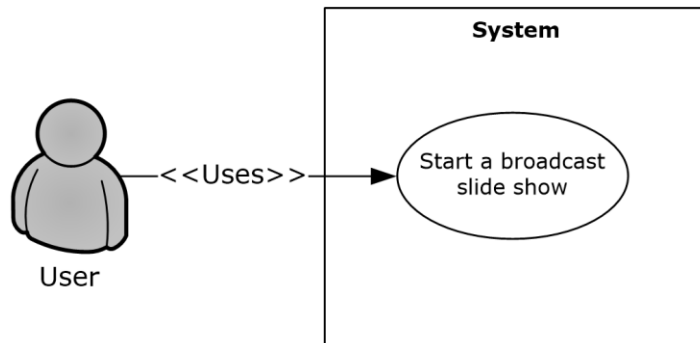 System
<<Uses>>
Start a broadcast
slide show
User